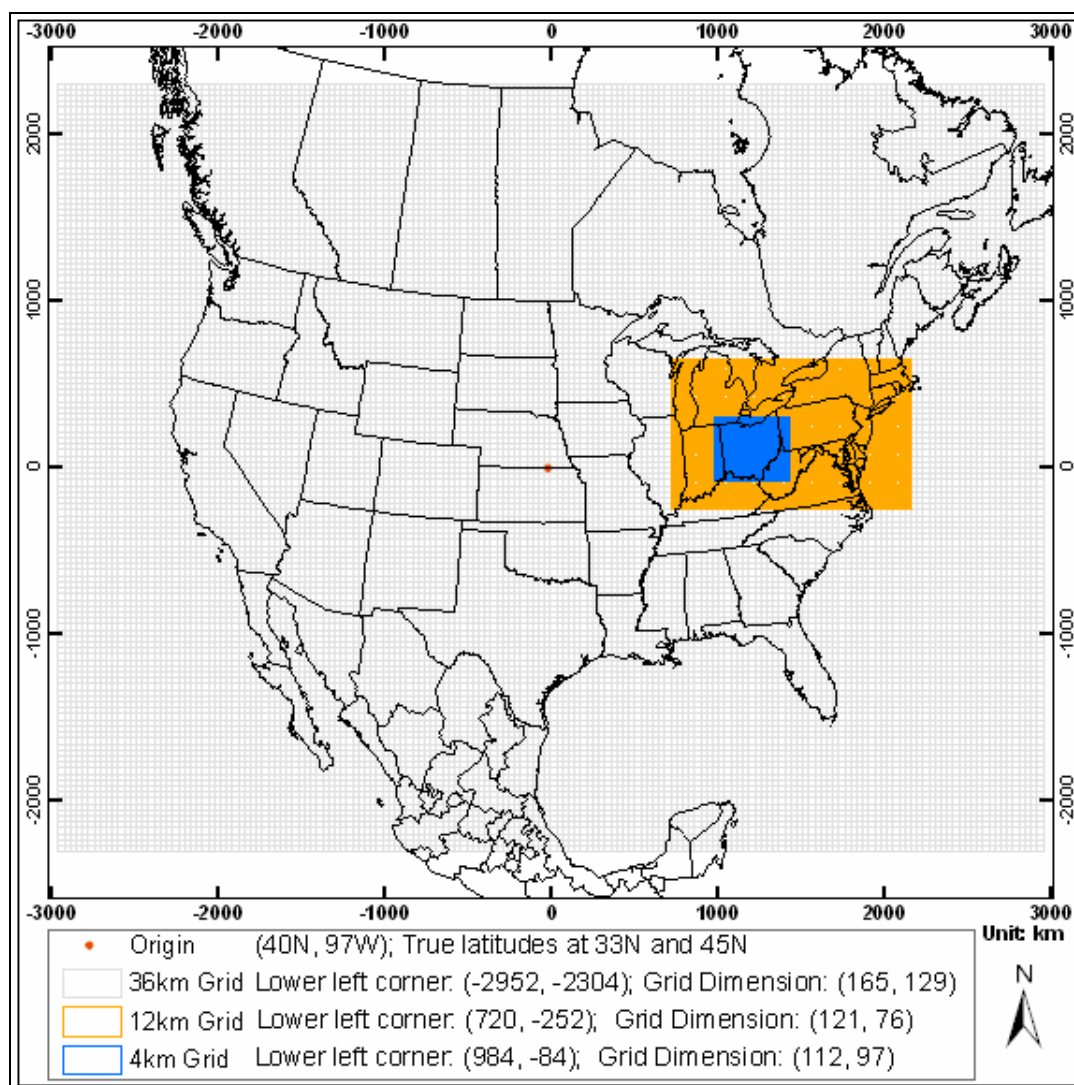 -3000 -2000 -1000 0 1000 2000 3000
2000 2000
1000 1000
0 0
-1000 -1000
-2000 -2000
-3000 -2000 -1000 0 1000 2000 3000
Unit: km
Origin (40N, 97W); True latitudes at 33N and 45N
36km Grid Lower left corner: (-2952, -2304); Grid Dimension: (165, 129)
12km Grid Lower left corner: (720, -252); Grid Dimension: (121, 76)
4km Grid Lower left corner: (984, -84); Grid Dimension: (112, 97)
N